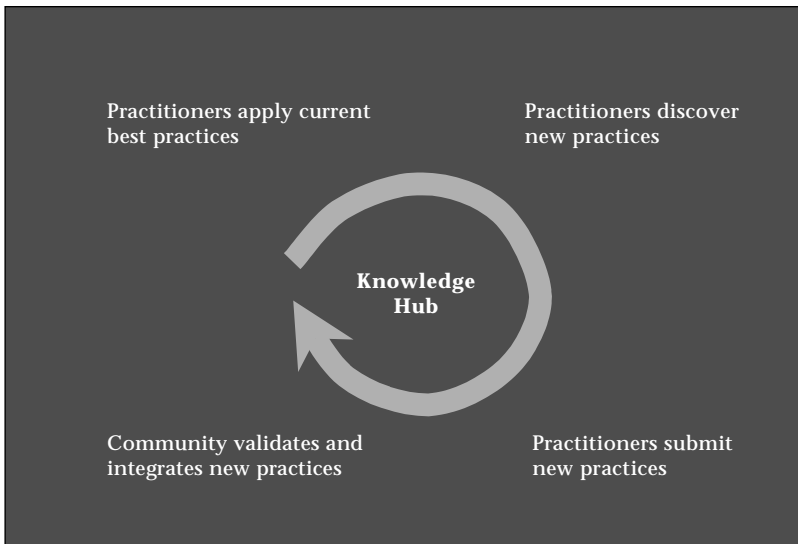 Practitioners apply current
best practices
Practitioners discover
new practices
Knowledge
Hub
Community validates and
integrates new practices
Practitioners submit
new practices